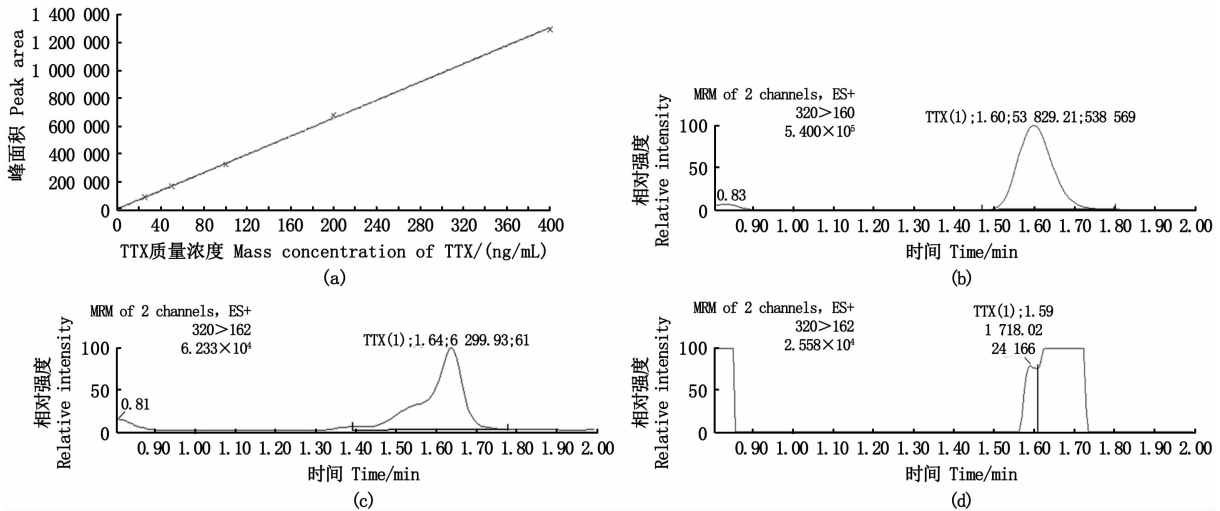 峰面积 Peak area
1 400 000
1 200 000
1 000 000
800 000
600 000
400 000
200 000
0
0 40 80 120 160 200 240 280 320 360 400
TTX质量浓度 Mass concentration of TTX/(ng/mL)
(a)
MRM of 2 channels, ES+
320>160
5.400×10⁵
TTX(1);1.60;53 829.21;538 569
相对强度
Relative intensity
100
50
0
0.83
0.90 1.00 1.10 1.20 1.30 1.40 1.50 1.60 1.70 1.80 1.90 2.00
时间 Time/min
(b)
MRM of 2 channels, ES+
320>162
6.233×10⁴
TTX(1);1.64;6 299.93;61
相对强度
Relative intensity
100
50
0
0.81
0.90 1.00 1.10 1.20 1.30 1.40 1.50 1.60 1.70 1.80 1.90 2.00
时间 Time/min
(c)
MRM of 2 channels, ES+
320>162
2.558×10⁴
TTX(1);1.59
1 718.02
24 166
相对强度
Relative intensity
100
50
0
0.90 1.00 1.10 1.20 1.30 1.40 1.50 1.60 1.70 1.80 1.90 2.00
时间 Time/min
(d)